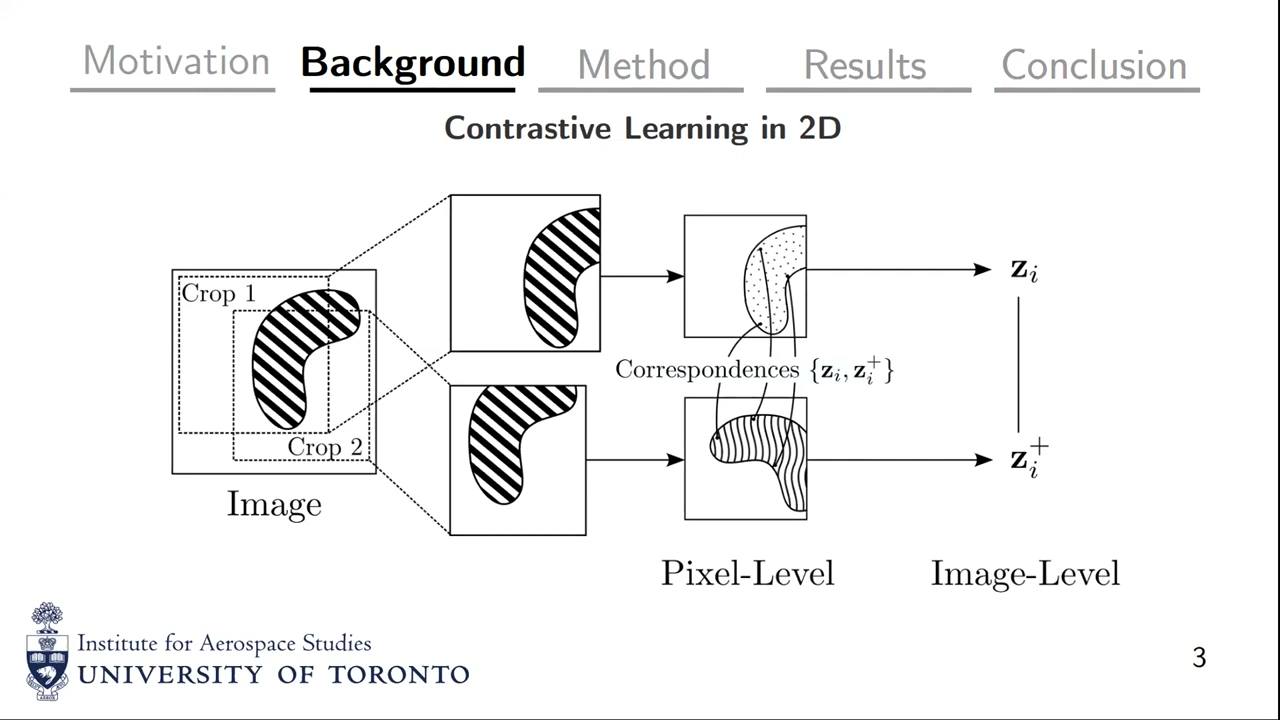 Motivation Background Method Results Conclusion
Contrastive Learning in 2D
Crop 1
Crop 2
Image
Correspondences {z_i, z_i^+}
z_i
z_i^+
Pixel-Level
Image-Level
Institute for Aerospace Studies
UNIVERSITY OF TORONTO
3